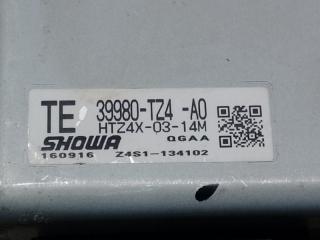 TE 39980-TZ4 -A0
HTZ4X-03-14M
SHOWA QGAA
160916 Z4S1-134102